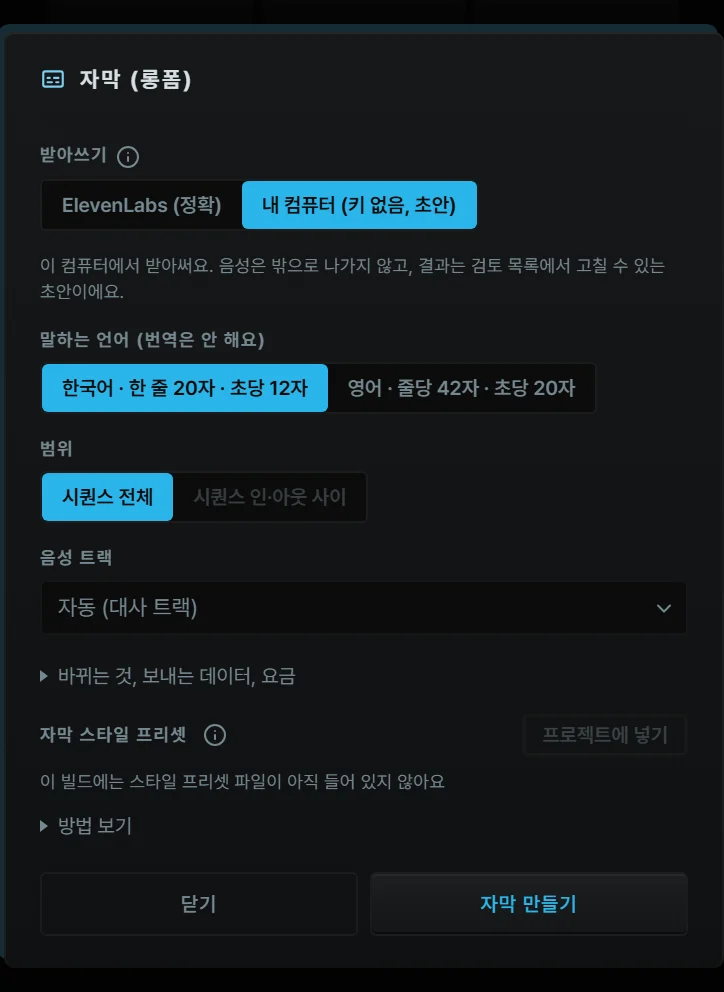 자막 (롱폼)
받아쓰기
ElevenLabs (정확)
내 컴퓨터 (키 없음, 초안)
이 컴퓨터에서 받아써요. 음성은 밖으로 나가지 않고, 결과는 검토 목록에서 고칠 수 있는
초안이에요.
말하는 언어 (번역은 안 해요)
한국어 · 한 줄 20자 · 초당 12자
영어 · 줄당 42자 · 초당 20자
범위
시퀀스 전체
시퀀스 인·아웃 사이
음성 트랙
자동 (대사 트랙)
바뀌는 것, 보내는 데이터, 요금
자막 스타일 프리셋
프로젝트에 넣기
이 빌드에는 스타일 프리셋 파일이 아직 들어 있지 않아요
방법 보기
닫기
자막 만들기